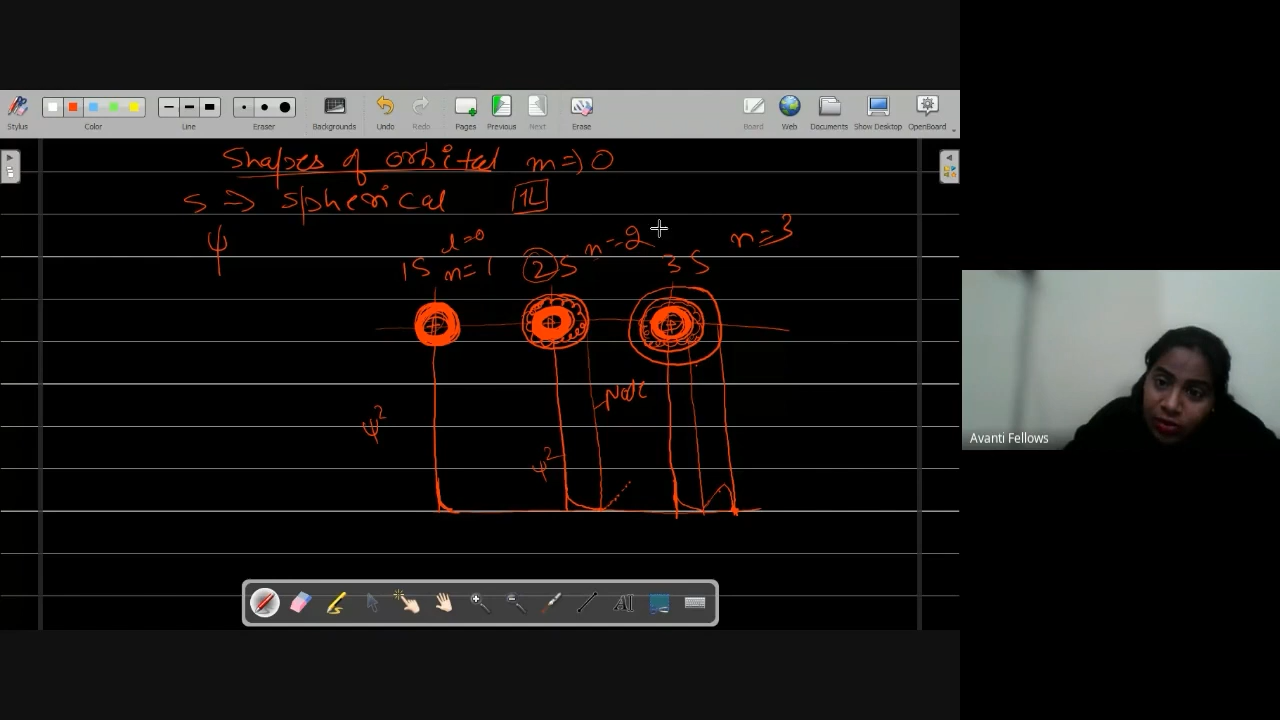 Stylus Color Line Eraser Backgrounds Undo Redo Pages Previous Next Erase Board Web Documents Show Desktop OpenBoard
Shapes of orbital m=>0
s => spherical 1L
ψ
l=0 n=2 n=3
1S n=1 2S 3S
Node
ψ²
ψ²
Avanti Fellows